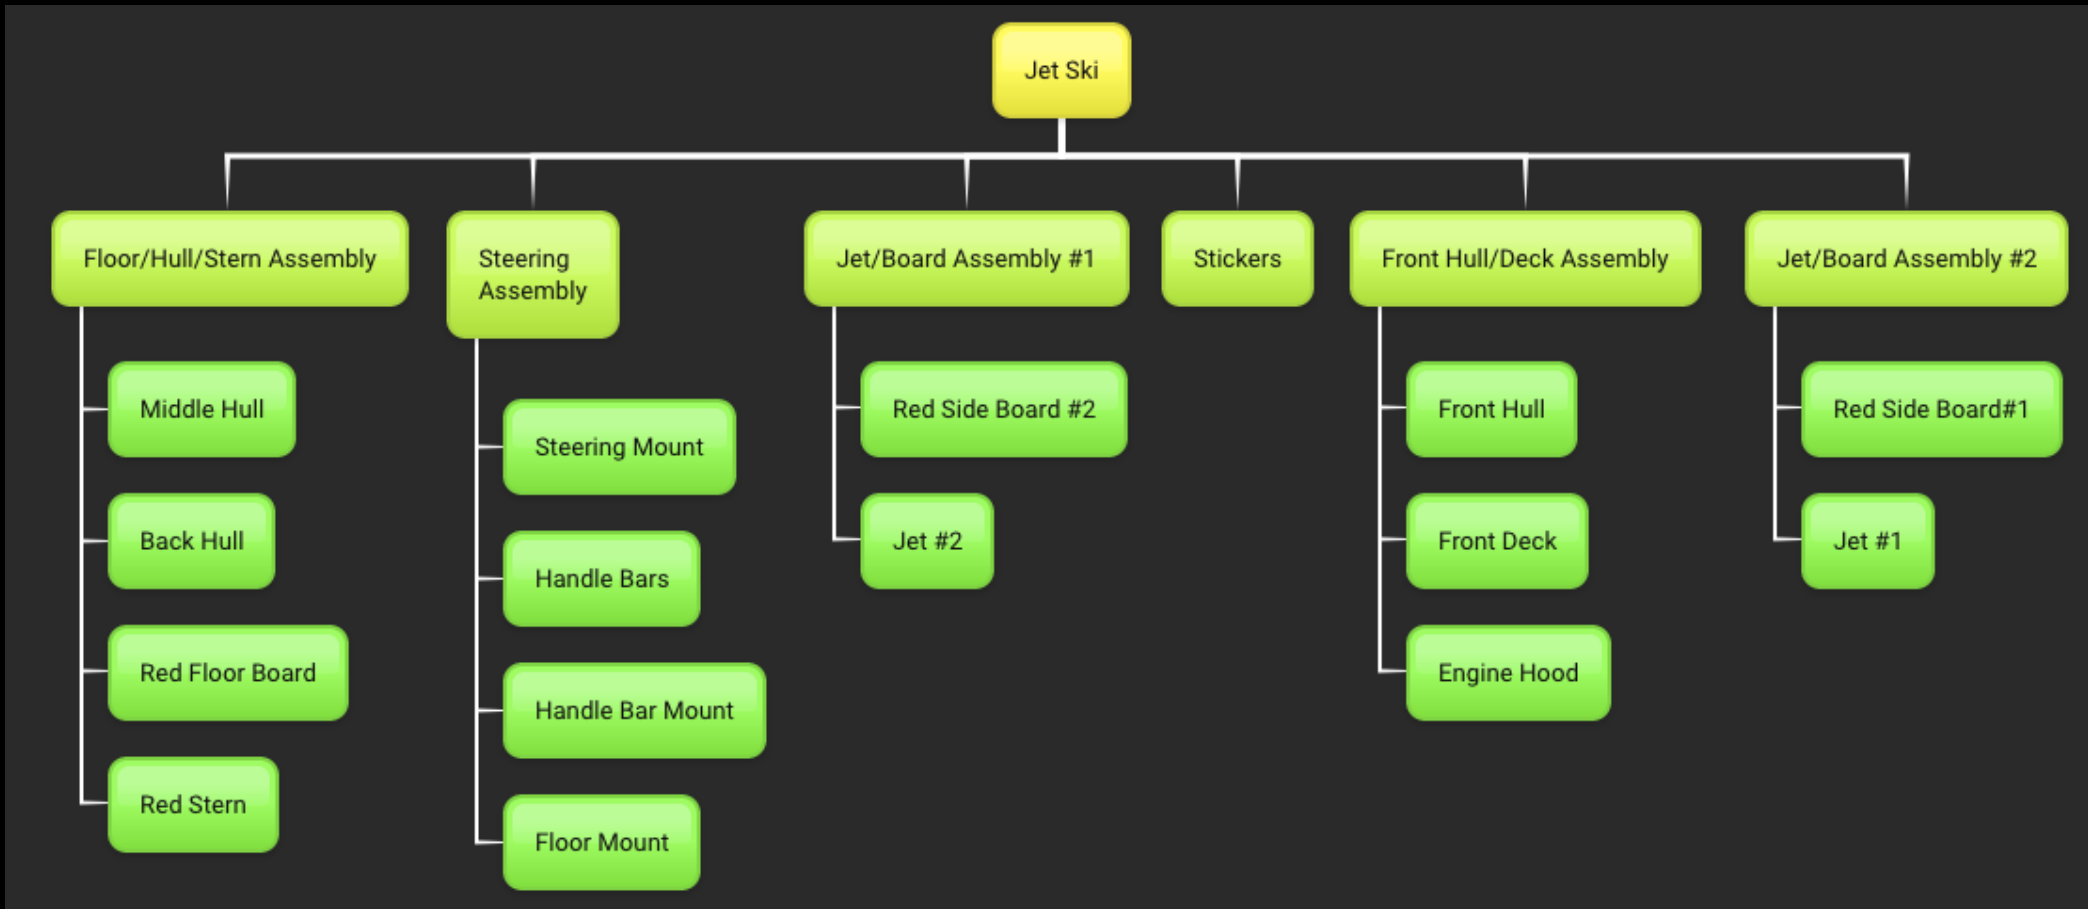 Jet Ski
Floor/Hull/Stern Assembly
Steering
Assembly
Jet/Board Assembly #1
Stickers
Front Hull/Deck Assembly
Jet/Board Assembly #2
Middle Hull
Back Hull
Red Floor Board
Red Stern
Steering Mount
Handle Bars
Handle Bar Mount
Floor Mount
Red Side Board #2
Jet #2
Front Hull
Front Deck
Engine Hood
Red Side Board#1
Jet #1